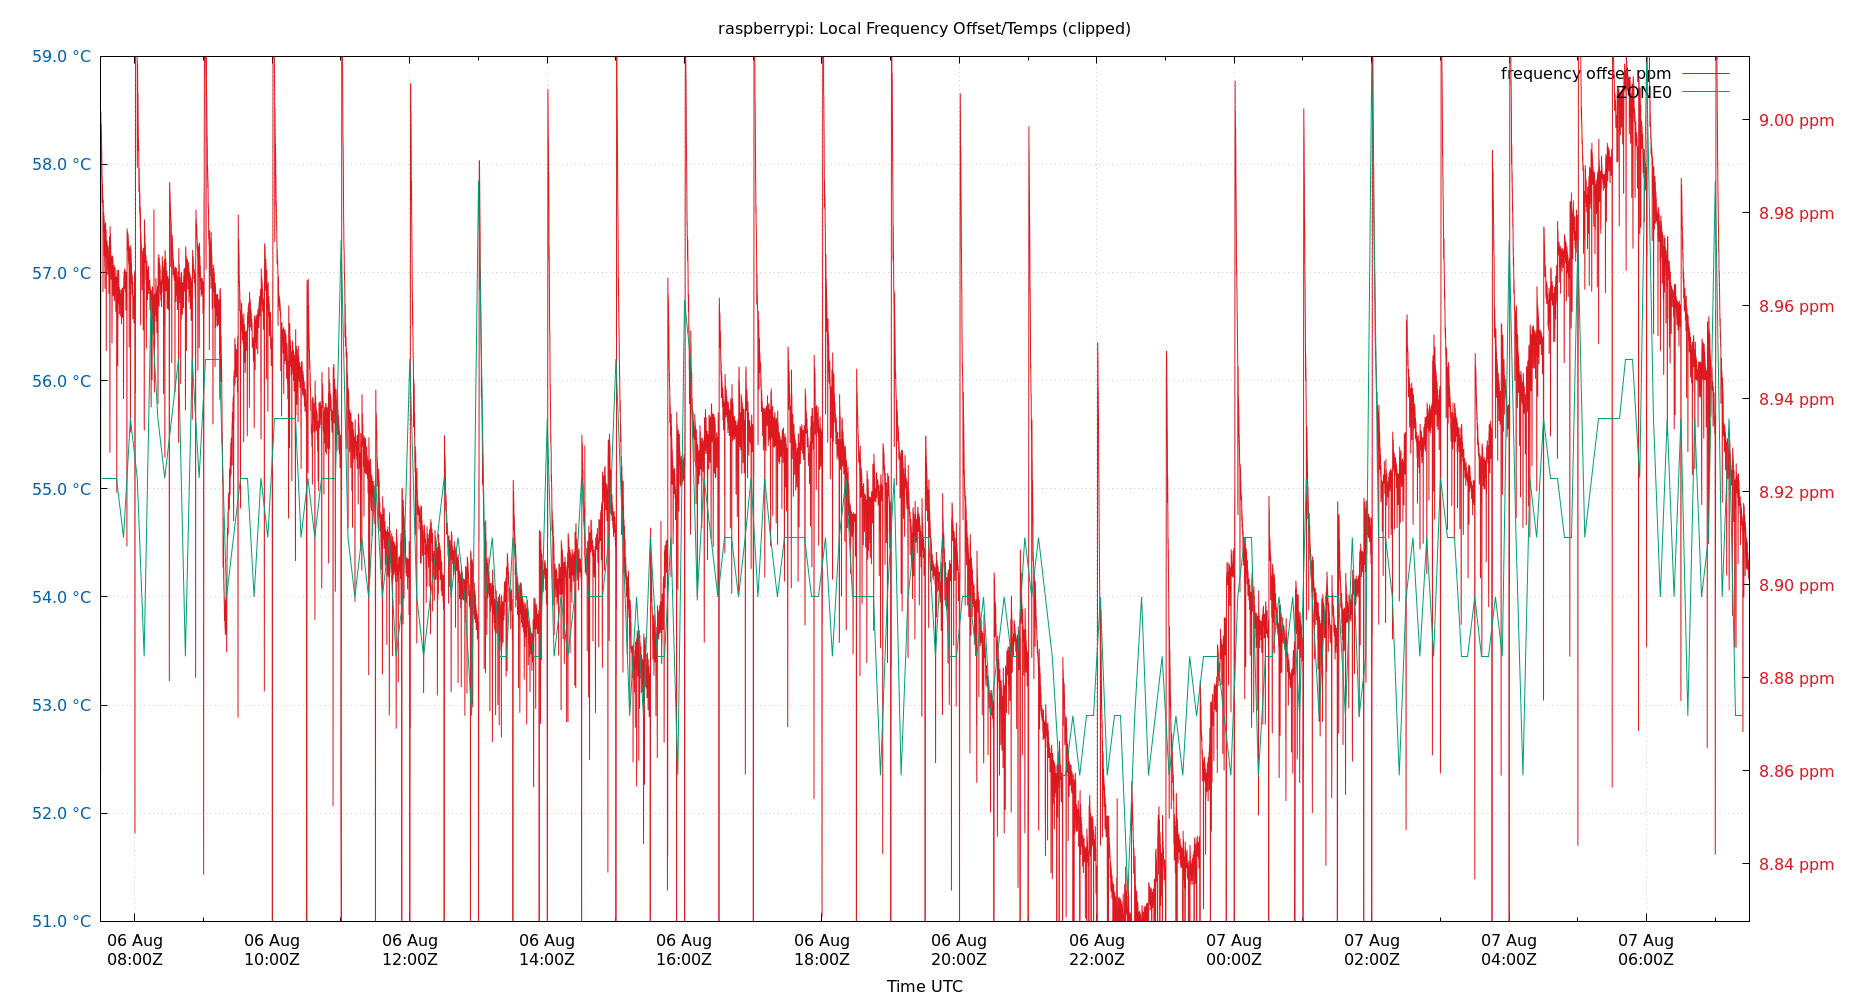 raspberrypi: Local Frequency Offset/Temps (clipped)
frequency offset ppm
ZONE0
59.0 °C
58.0 °C
57.0 °C
56.0 °C
55.0 °C
54.0 °C
53.0 °C
52.0 °C
51.0 °C
9.00 ppm
8.98 ppm
8.96 ppm
8.94 ppm
8.92 ppm
8.90 ppm
8.88 ppm
8.86 ppm
8.84 ppm
06 Aug 06 Aug 06 Aug 06 Aug 06 Aug 06 Aug 06 Aug 06 Aug 07 Aug 07 Aug 07 Aug 07 Aug
08:00Z 10:00Z 12:00Z 14:00Z 16:00Z 18:00Z 20:00Z 22:00Z 00:00Z 02:00Z 04:00Z 06:00Z
Time UTC